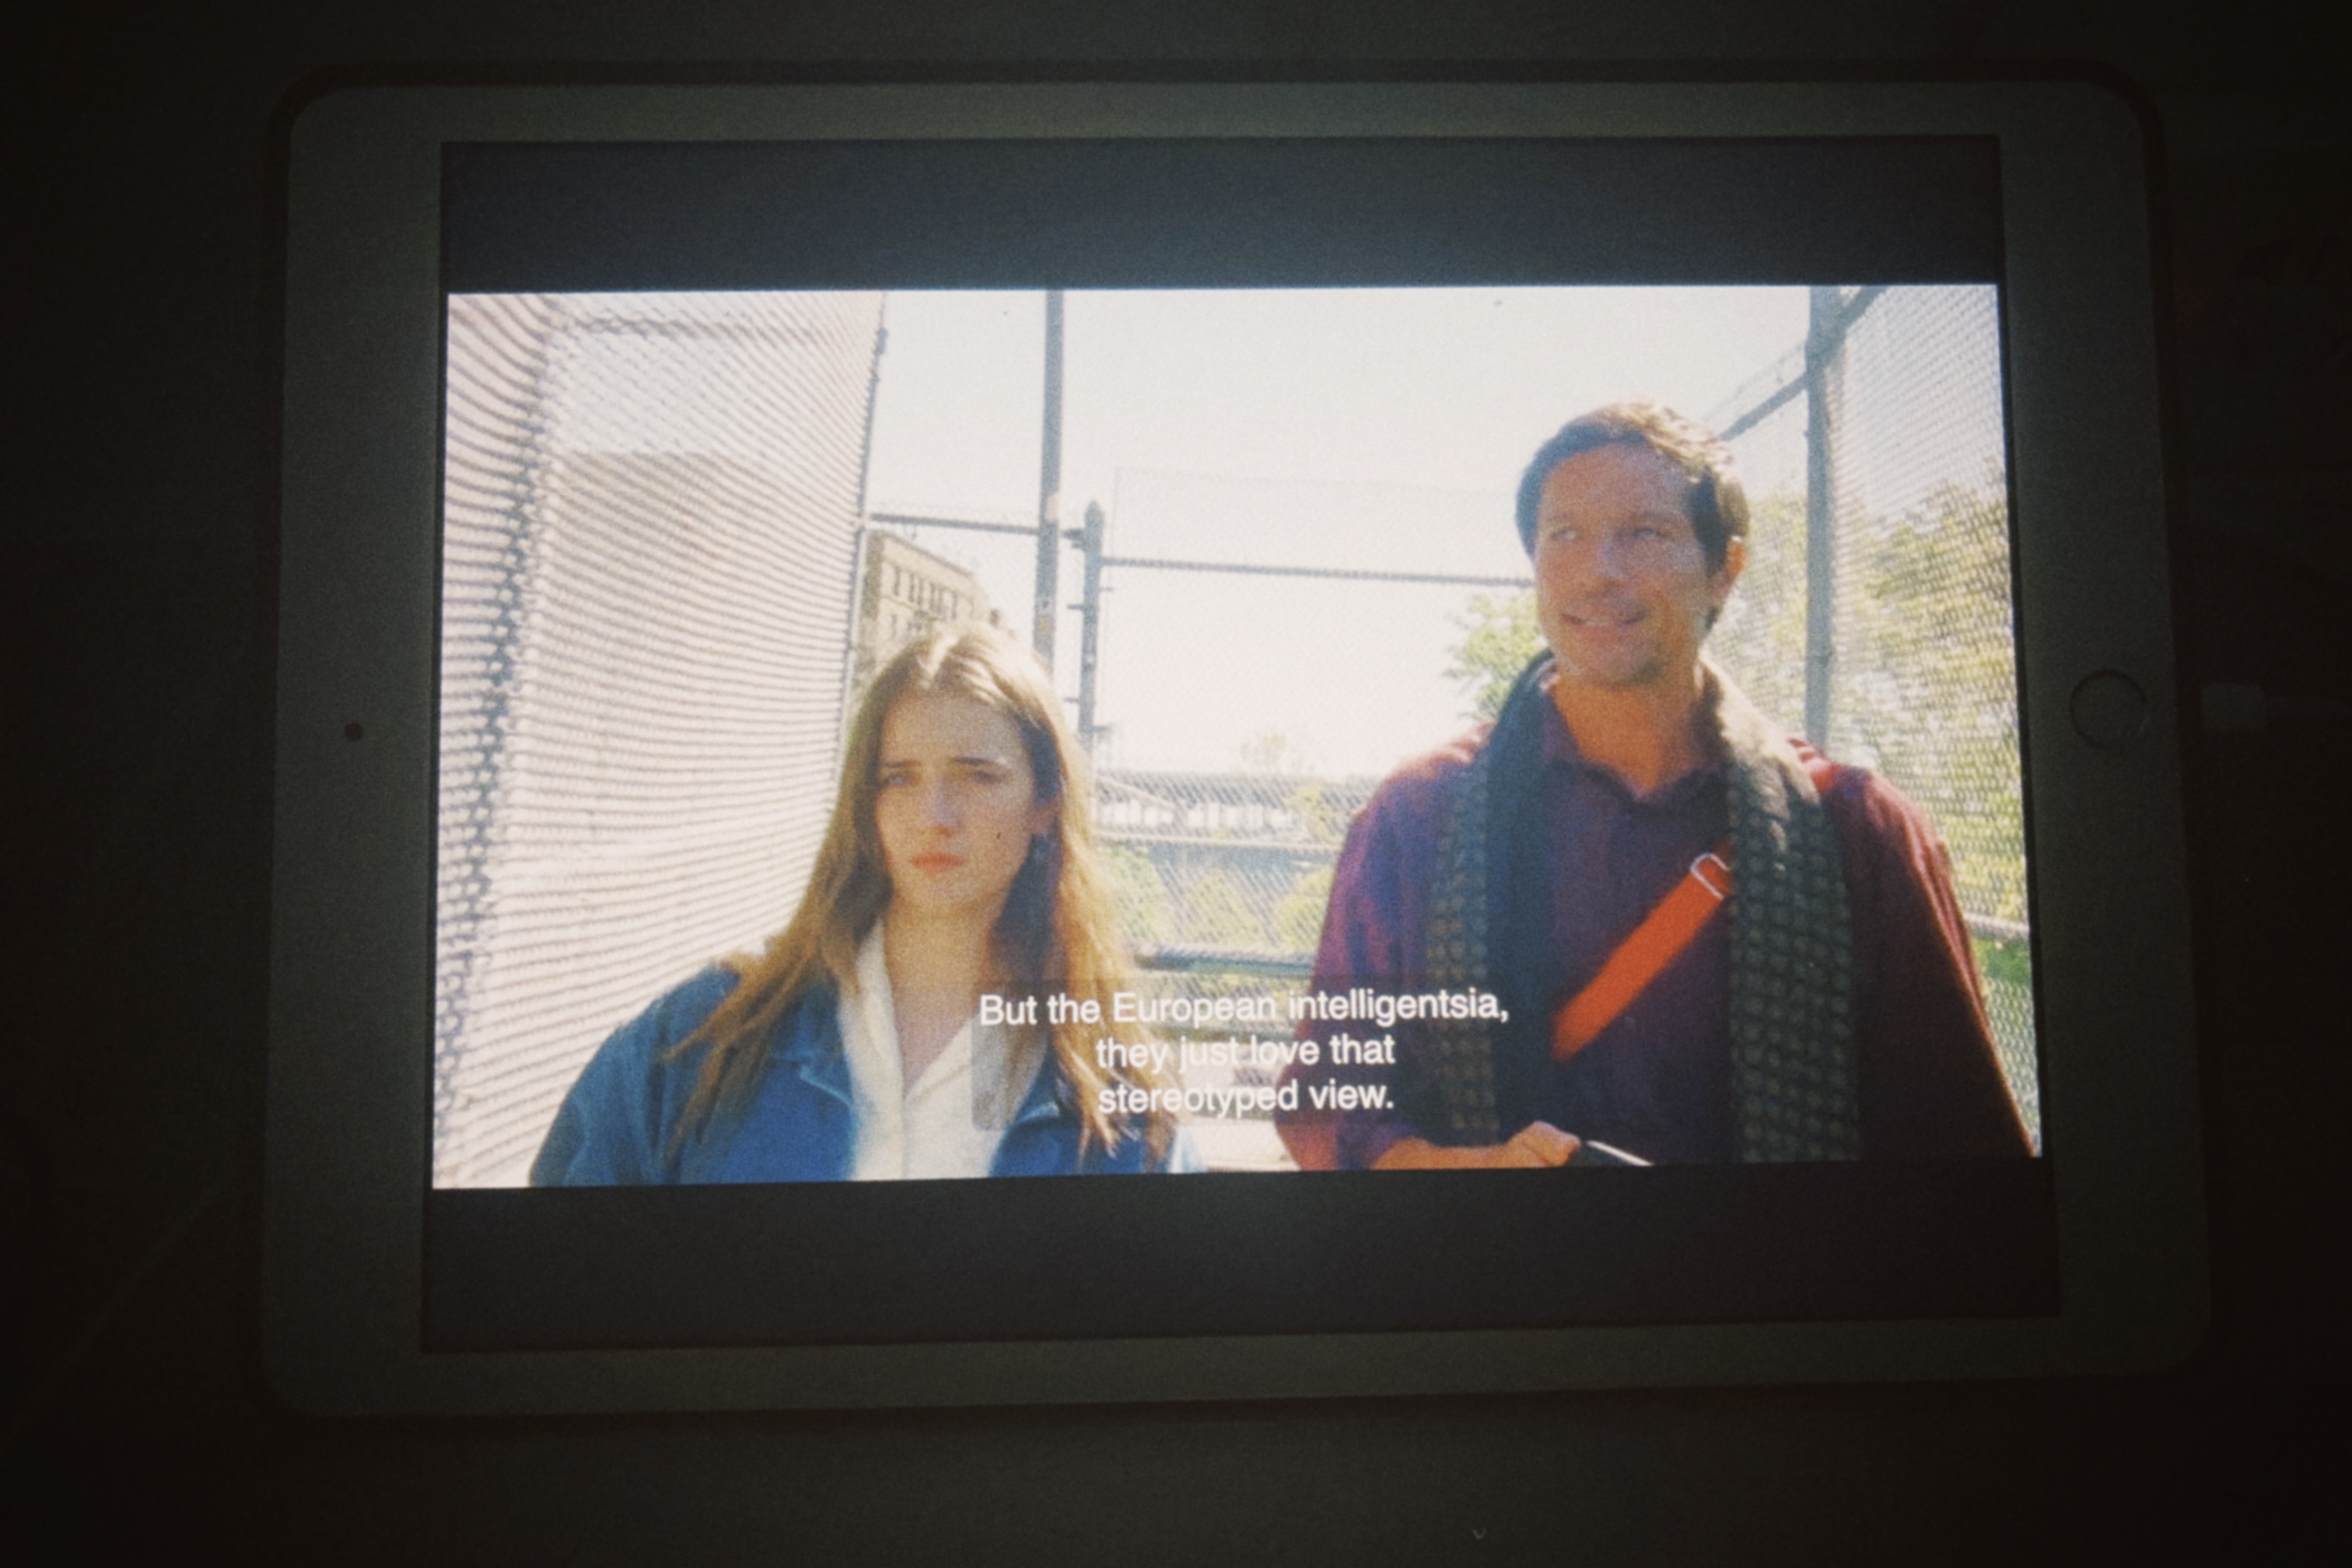 But the European intelligentsia,
they just love that
stereotyped view.